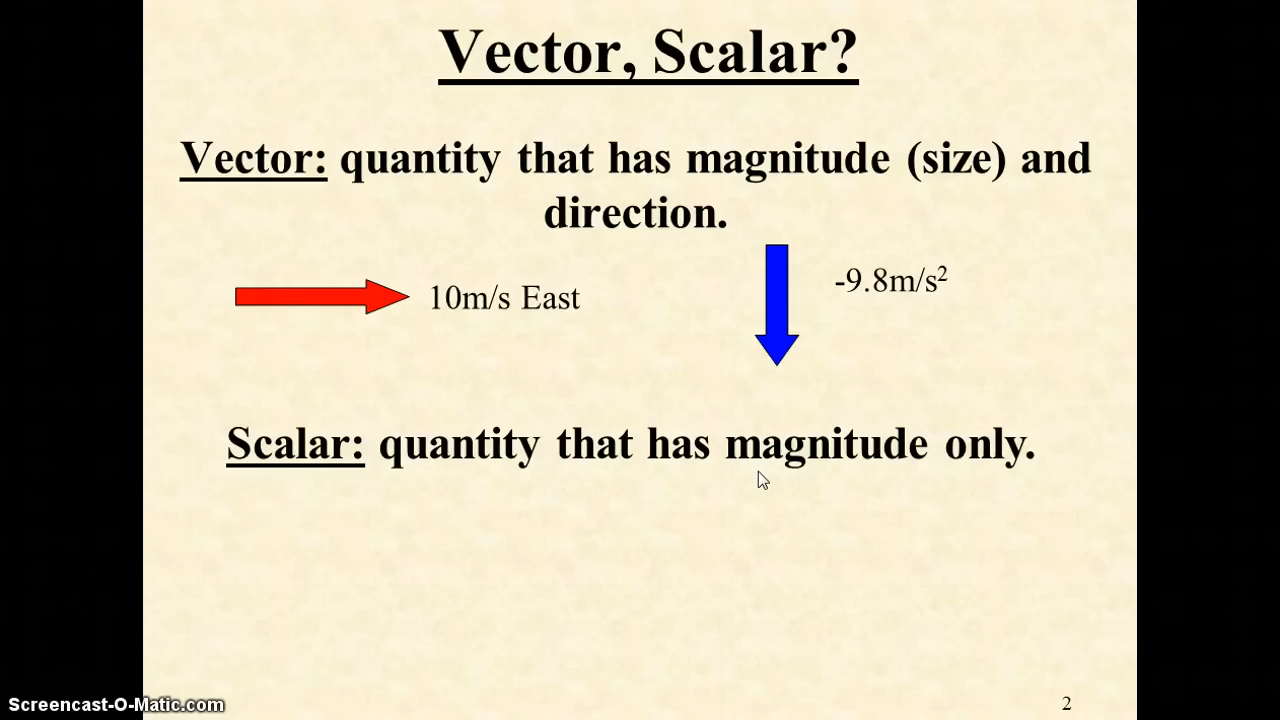 Vector, Scalar?
Vector: quantity that has magnitude (size) and
direction.
10m/s East
-9.8m/s²
Scalar: quantity that has magnitude only.
Screencast-O-Matic.com
2